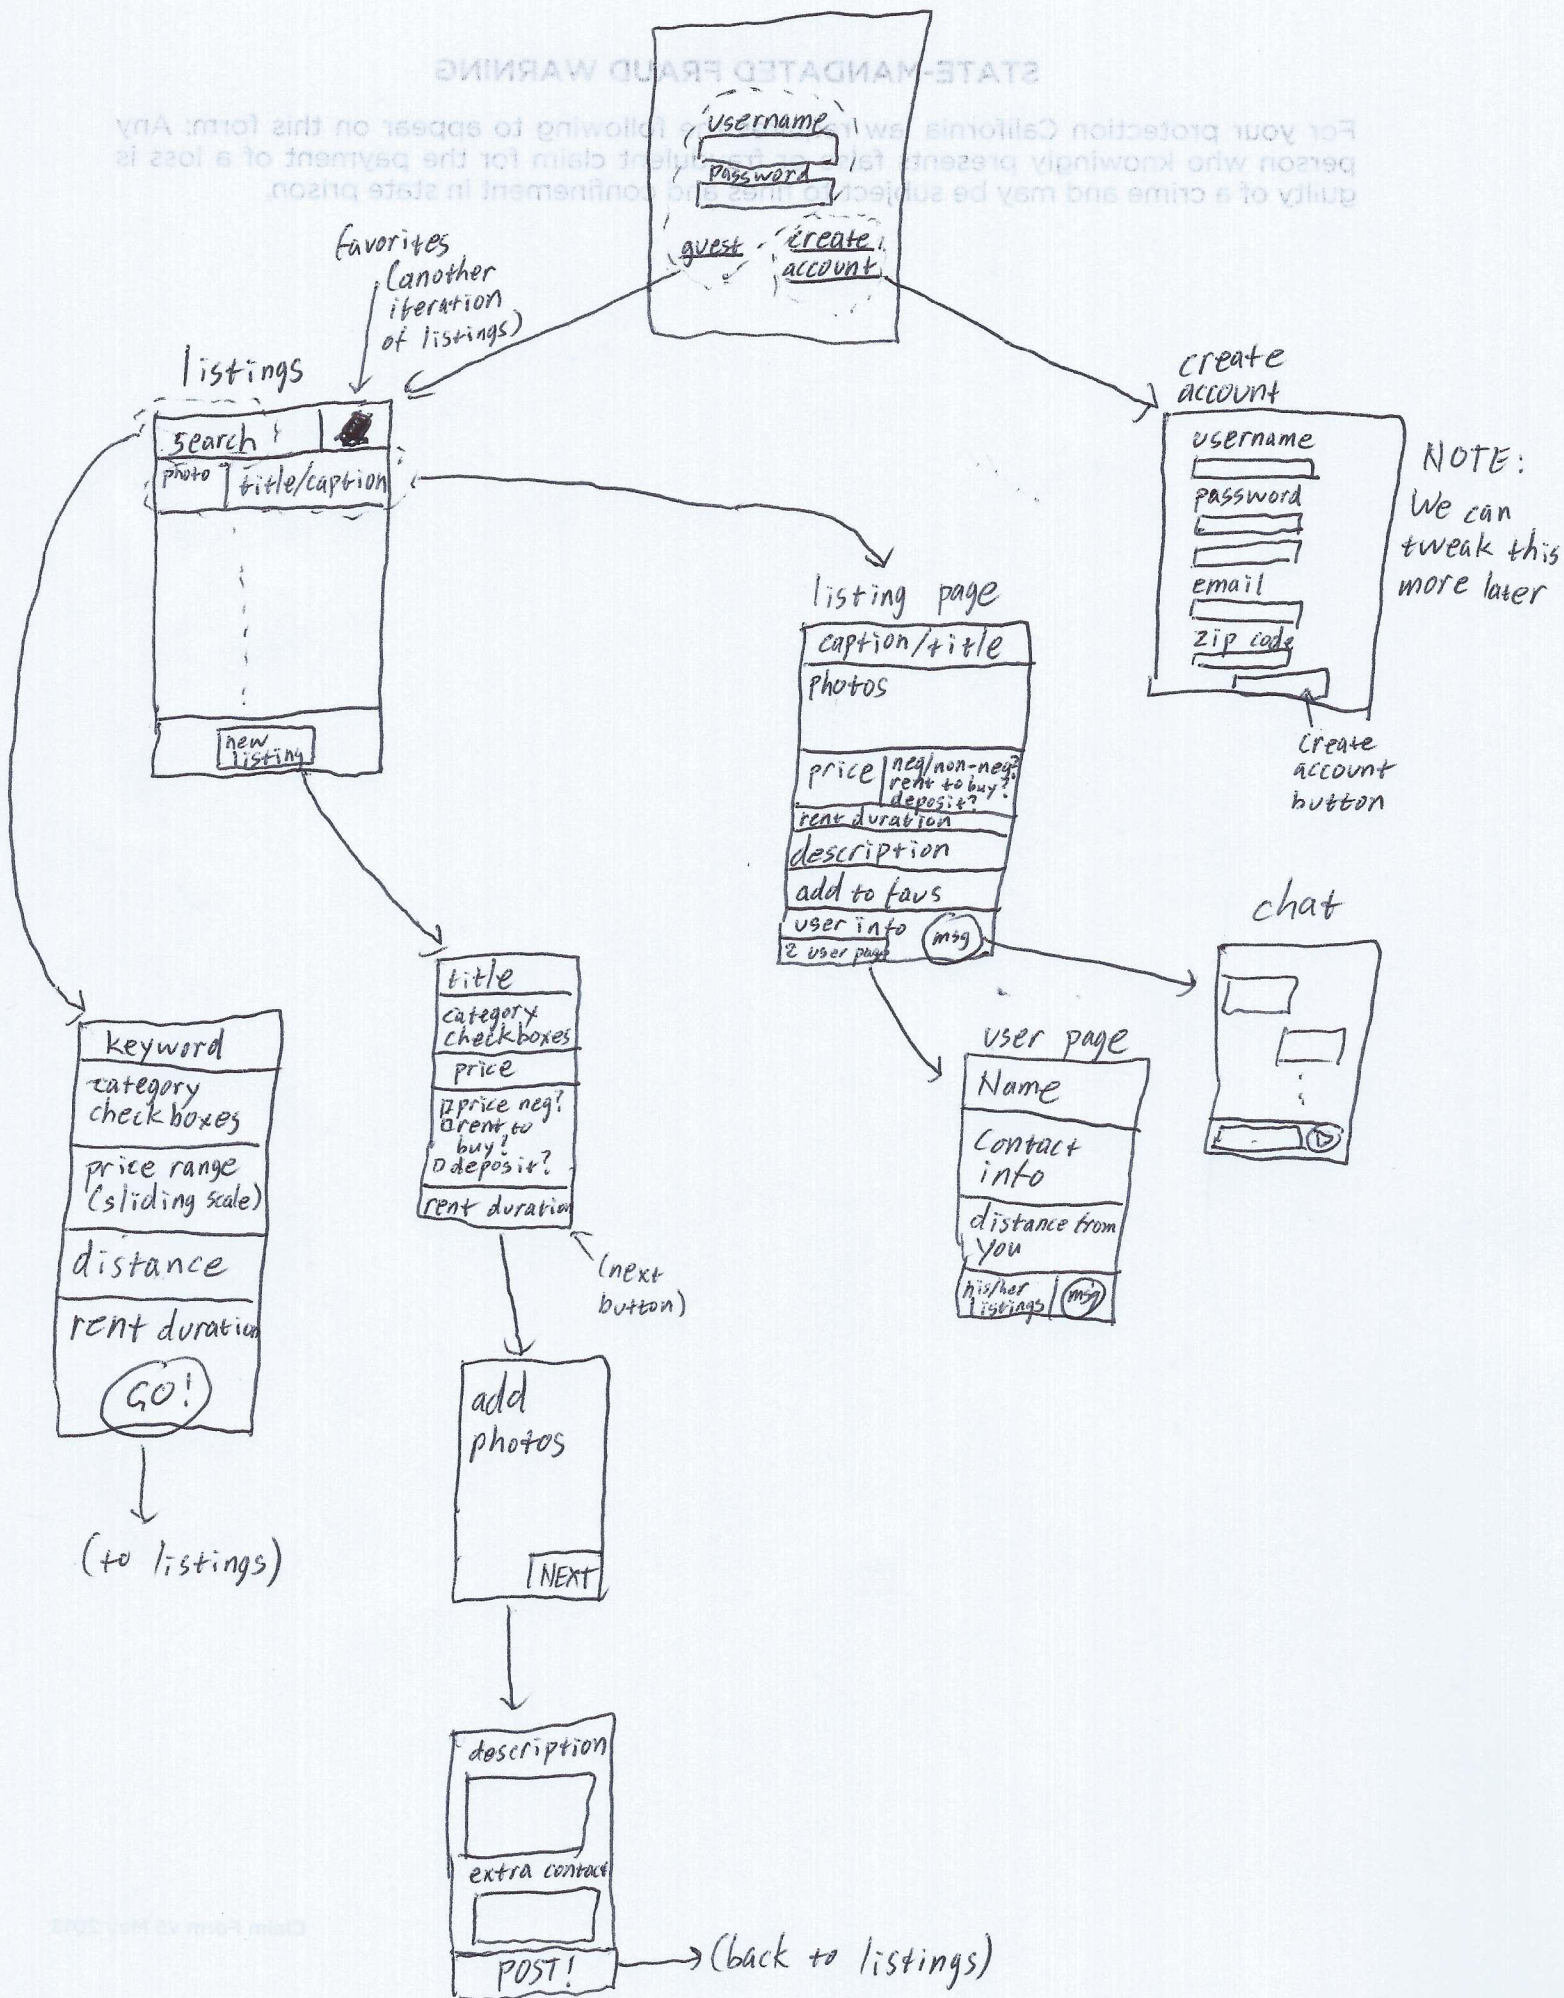 STATE-MANDATED FRAUD WARNING
For your protection California law the following to appear on this form: Any
person who knowingly presents false or fraudulent claim for the payment of a loss is
guilty of a crime and may be subject to fines and confinement in state prison.
username
password
guest
create
account
favorites
(another
iteration
of listings)
listings
search
photo
title/caption
new
listing
create
account
username
password
email
zip code
create
account
button
NOTE:
We can
tweak this
more later
listing page
caption/title
photos
price
neg/non-neg?
rent to buy?
deposit?
rent duration
description
add to favs
user info
2 user page
msg
chat
user page
Name
Contact
info
distance from
you
his/her
listings
msg
keyword
category
checkboxes
price range
(sliding scale)
distance
rent duration
GO!
(to listings)
title
category
checkboxes
price
price neg?
rent to
buy?
deposit?
rent duration
(next
button)
add
photos
NEXT
description
extra contact
POST!
(back to listings)
Claim Form v5 May 2013